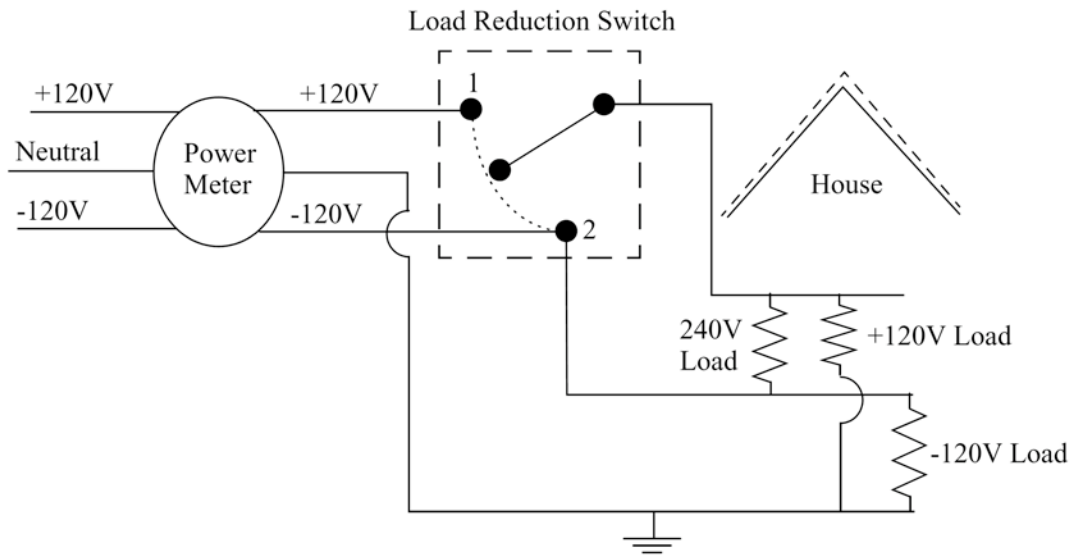 Load Reduction Switch
+120V
+120V
1
Neutral
Power
Meter
House
-120V
-120V
2
240V
Load
+120V Load
-120V Load